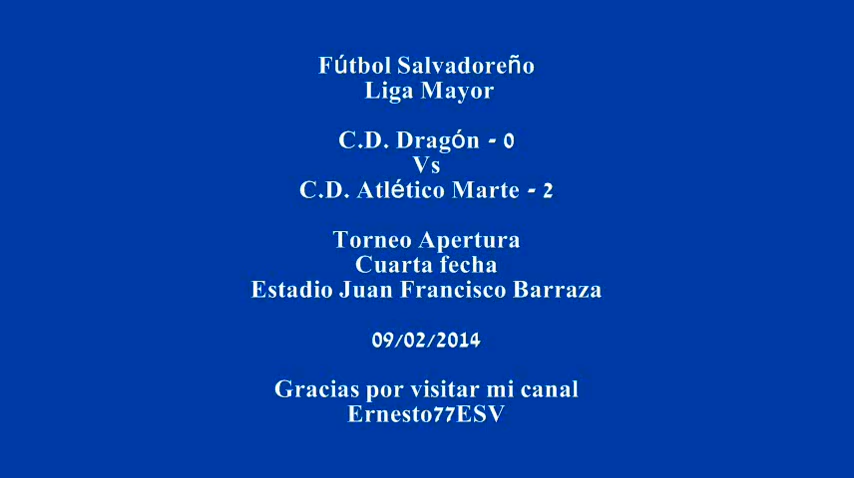 Fútbol Salvadoreño
Liga Mayor
C.D. Dragón - 0
Vs
C.D. Atlético Marte - 2
Torneo Apertura
Cuarta fecha
Estadio Juan Francisco Barraza
09/02/2014
Gracias por visitar mi canal
Ernesto77ESV